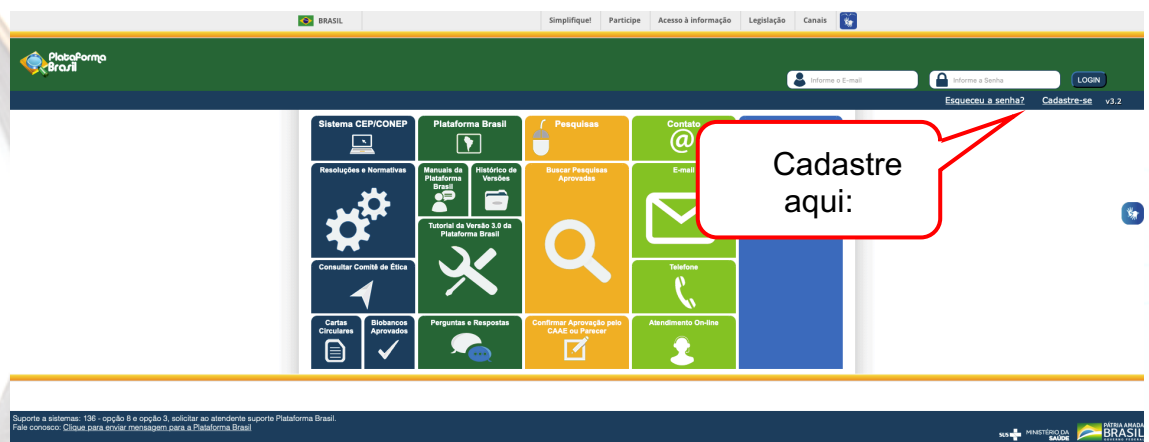 BRASIL
Simplifique! Participe Acesso à informação Legislação Canais
Plataforma
Brasil
Informe o E-mail
Informe a Senha
LOGIN
Esqueceu a senha? Cadastre-se v3.2
Sistema CEP/CONEP
Plataforma Brasil
Pesquisas
Contato
@
Cadastre
aqui:
Resoluções e Normativas
Manuais da
Plataforma
Brasil
Histórico de
Versões
Buscar Pesquisas
Aprovadas
E-mail
Tutorial da Versão 3.0 da
Plataforma Brasil
Consultar Comitê de Ética
Telefone
Cartas
Circulares
Biobancos
Aprovados
Perguntas e Respostas
Confirmar Aprovação pelo
CAAE ou Parecer
Atendimento On-line
Suporte a sistemas: 136 - opção 8 e opção 3, solicitar ao atendente suporte Plataforma Brasil.
Fale conosco: Clique para enviar mensagem para a Plataforma Brasil
SUS
MINISTÉRIO DA
SAÚDE
PÁTRIA AMADA
BRASIL
GOVERNO FEDERAL